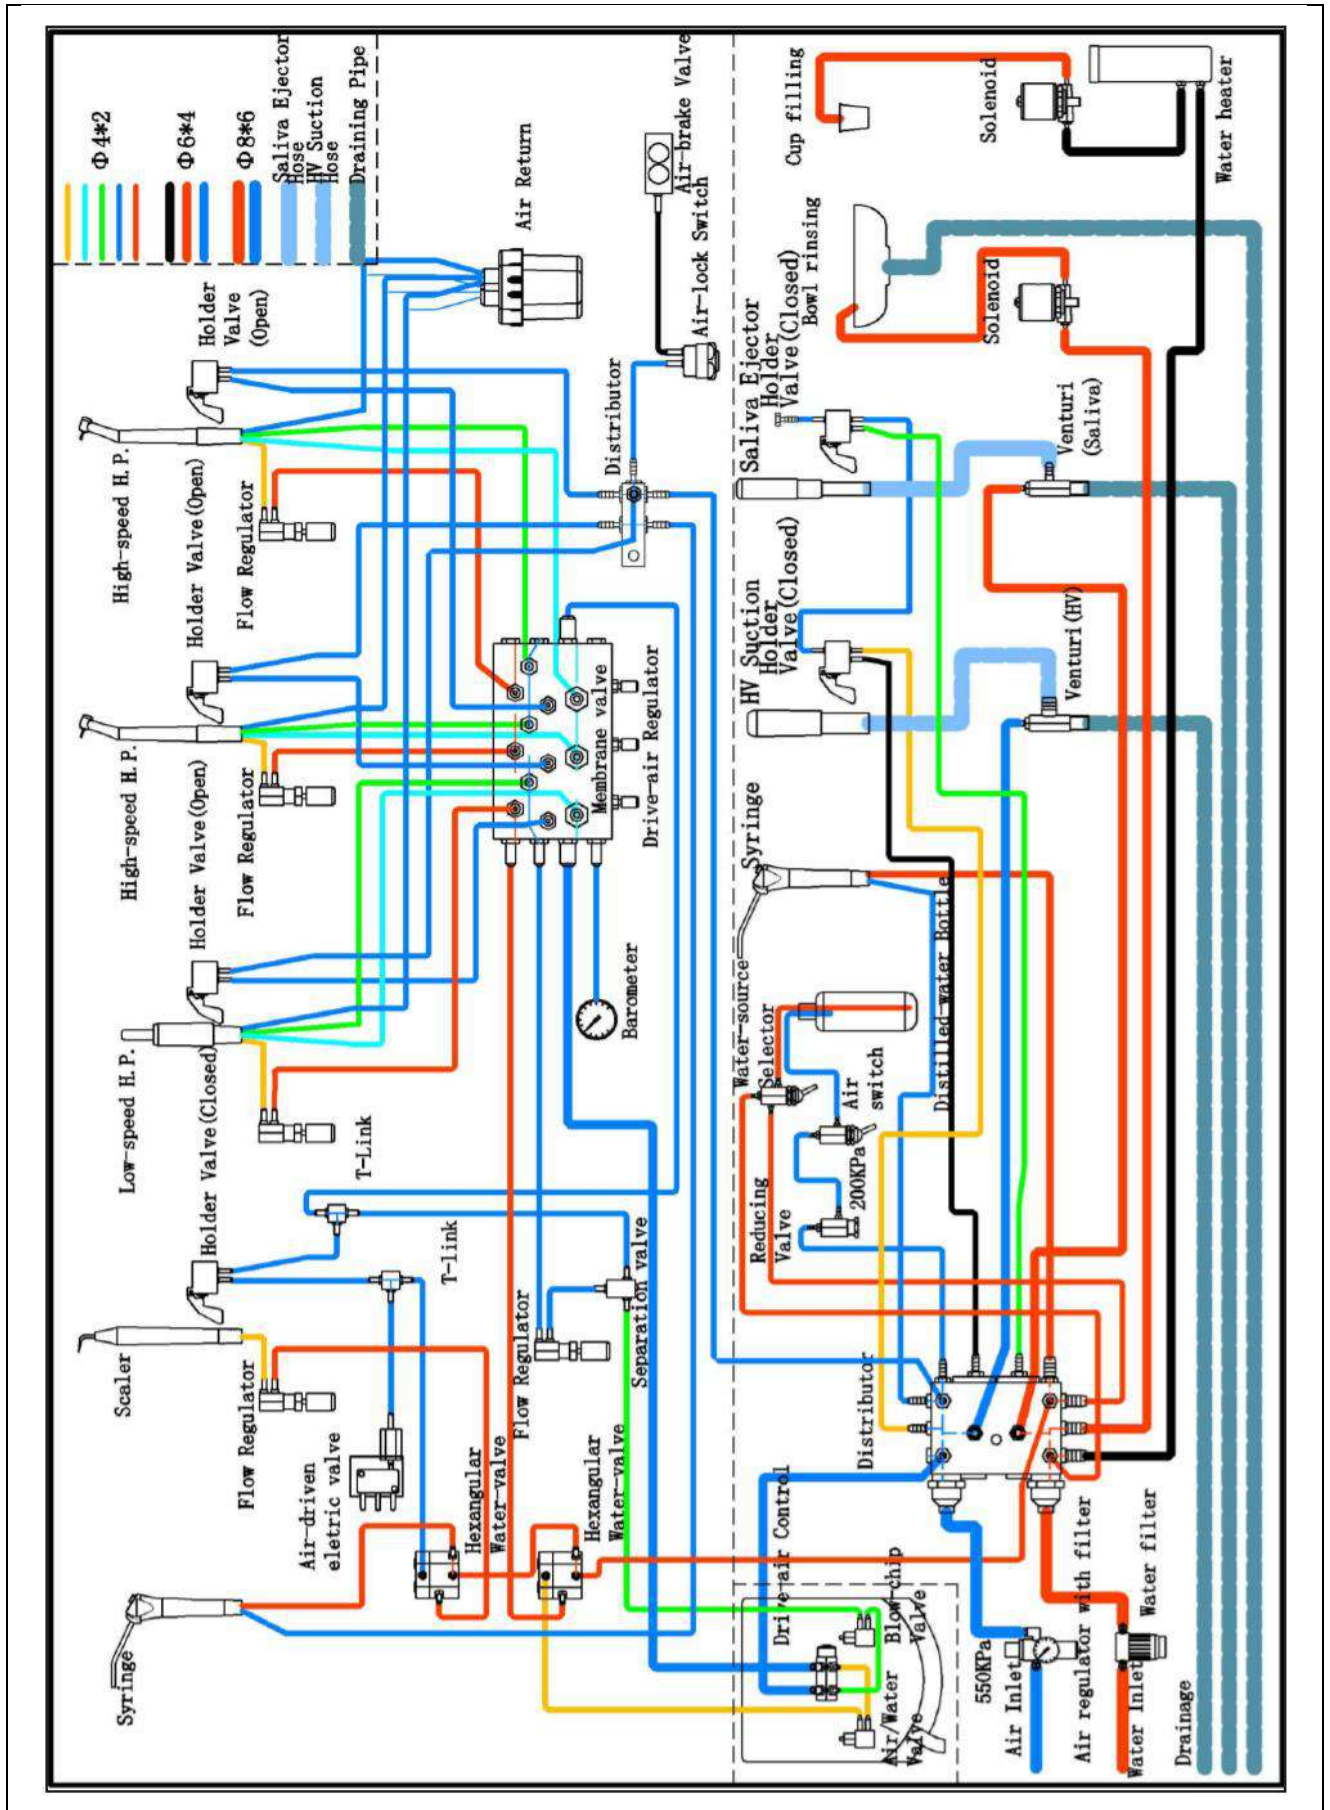 Φ4*2
Φ6*4
Φ8*6
Saliva Ejector
Hose
HV Suction
Hose
Draining Pipe
Holder
Valve
(Open)
Air Return
Air-brake Valve
Air-lock Switch
High-speed H.P.
Holder Valve(Open)
Flow Regulator
Distributor
High-speed H.P.
Holder Valve(Open)
Flow Regulator
Membrane valve
Drive-air Regulator
Low-speed H.P.
Holder Valve(Closed)
T-Link
Barometer
Scaler
Flow Regulator
T-link
Flow Regulator
Separation valve
Air-driven
eletric valve
Hexangular
Water-valve
Hexangular
Water-valve
Syringe
Cup filling
Solenoid
Water heater
Bowl rinsing
Solenoid
Saliva Ejector
Holder
Valve(Closed)
Venturi
(Saliva)
HV Suction
Holder
Valve(Closed)
Venturi(HV)
Syringe
Water-source
Selector
Air
switch
Distilled-water Bottle
Reducing
Valve
200KPa
Distributor
Drive-air Control
Blow-chip
Valve
Air/Water
Valve
550KPa
Air Inlet
Air regulator with filter
Water Inlet
Water filter
Drainage